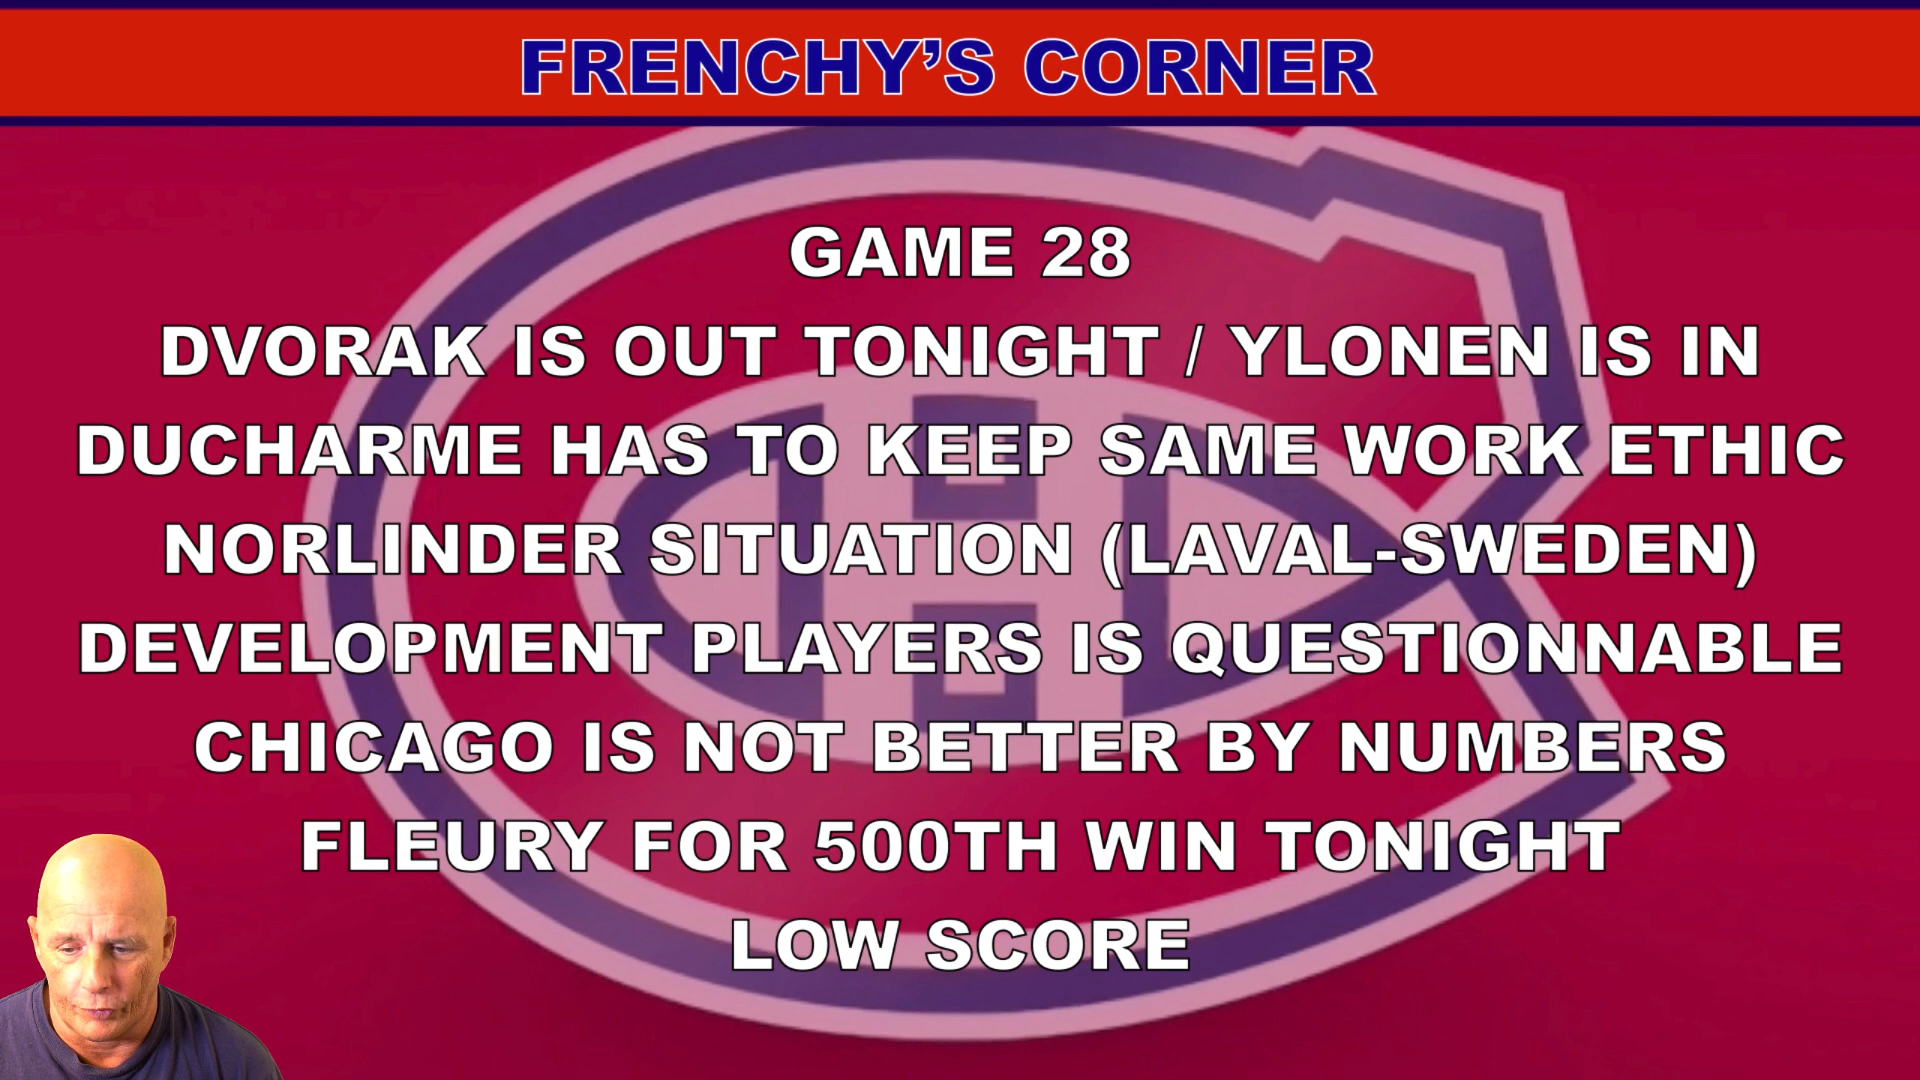 FRENCHY’S CORNER
GAME 28
DVORAK IS OUT TONIGHT / YLONEN IS IN
DUCHARME HAS TO KEEP SAME WORK ETHIC
NORLINDER SITUATION (LAVAL-SWEDEN)
DEVELOPMENT PLAYERS IS QUESTIONNABLE
CHICAGO IS NOT BETTER BY NUMBERS
FLEURY FOR 500TH WIN TONIGHT
LOW SCORE